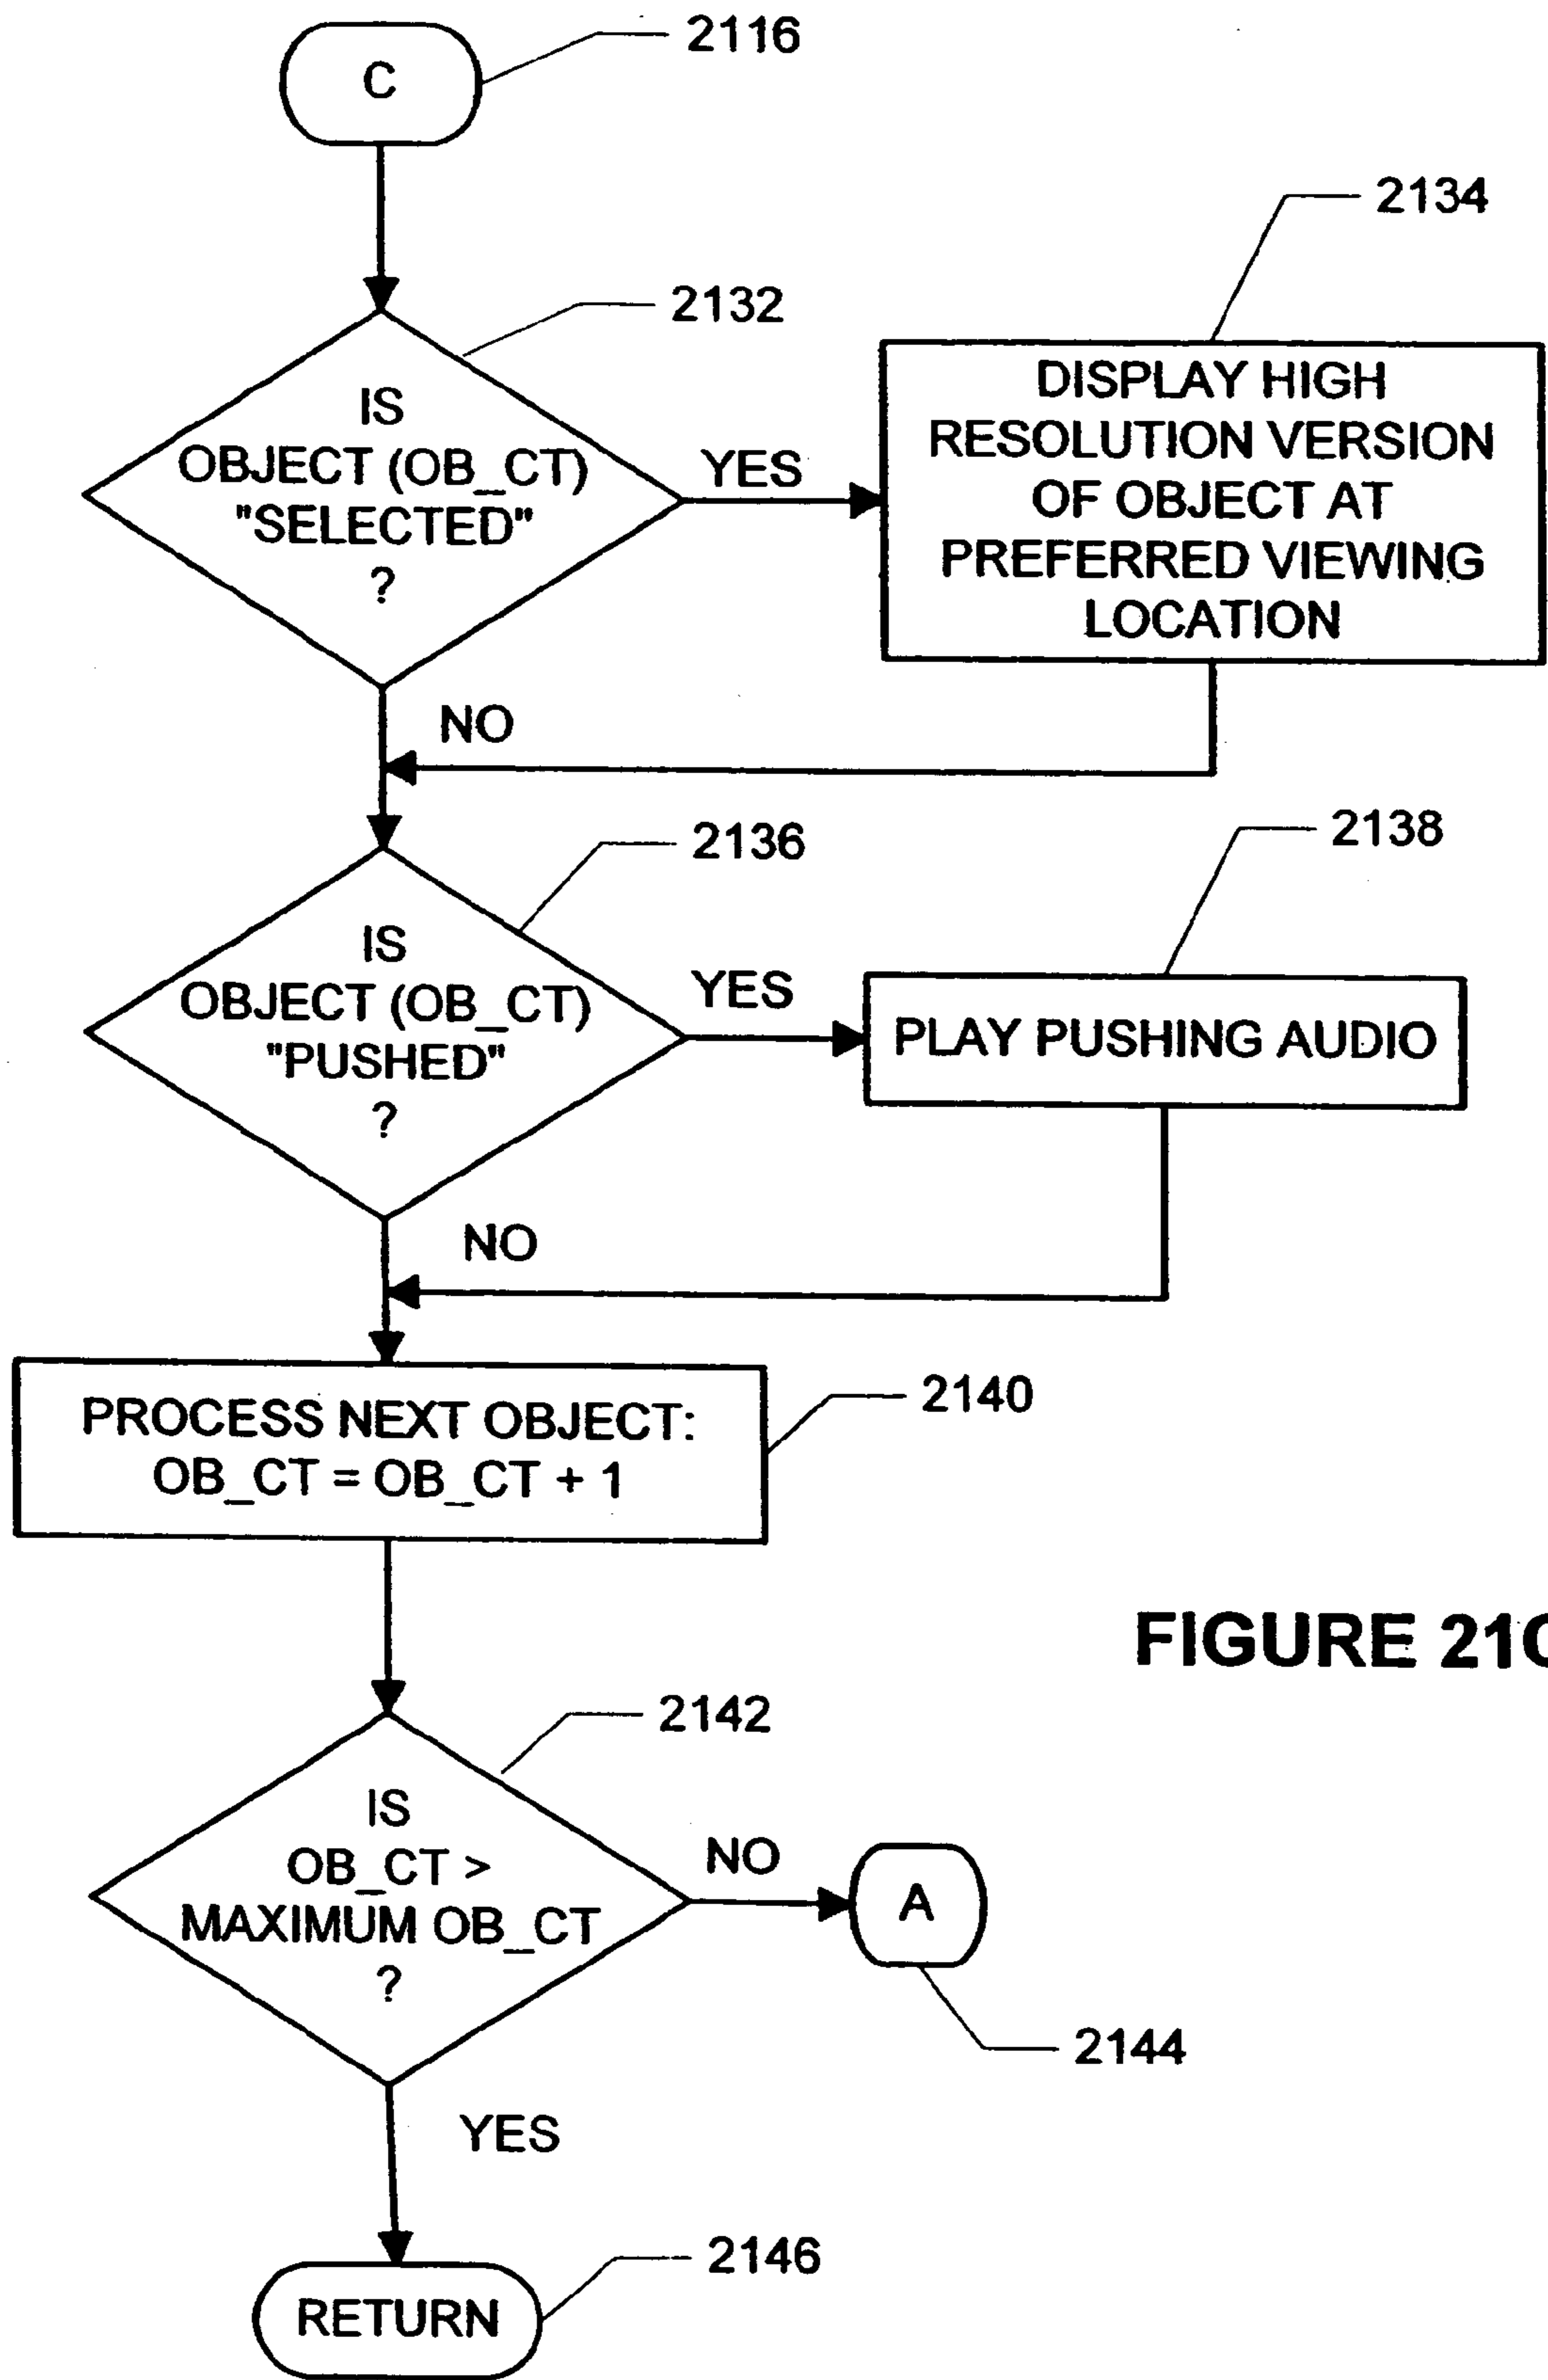 C
2116
2132
IS
OBJECT (OB_CT)
"SELECTED"
?
YES
2134
DISPLAY HIGH
RESOLUTION VERSION
OF OBJECT AT
PREFERRED VIEWING
LOCATION
NO
2136
IS
OBJECT (OB_CT)
"PUSHED"
?
YES
2138
PLAY PUSHING AUDIO
NO
PROCESS NEXT OBJECT:
OB_CT = OB_CT + 1
2140
FIGURE 21C
2142
IS
OB_CT >
MAXIMUM OB_CT
?
NO
A
2144
YES
RETURN
2146